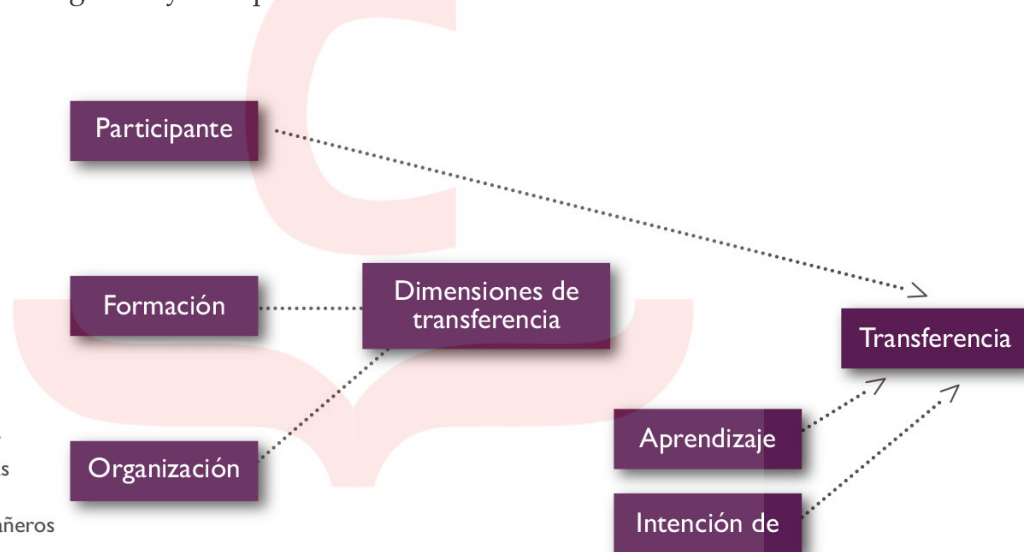 Participante
Formación
Dimensiones de
transferencia
Transferencia
Aprendizaje
Organización
Intención de